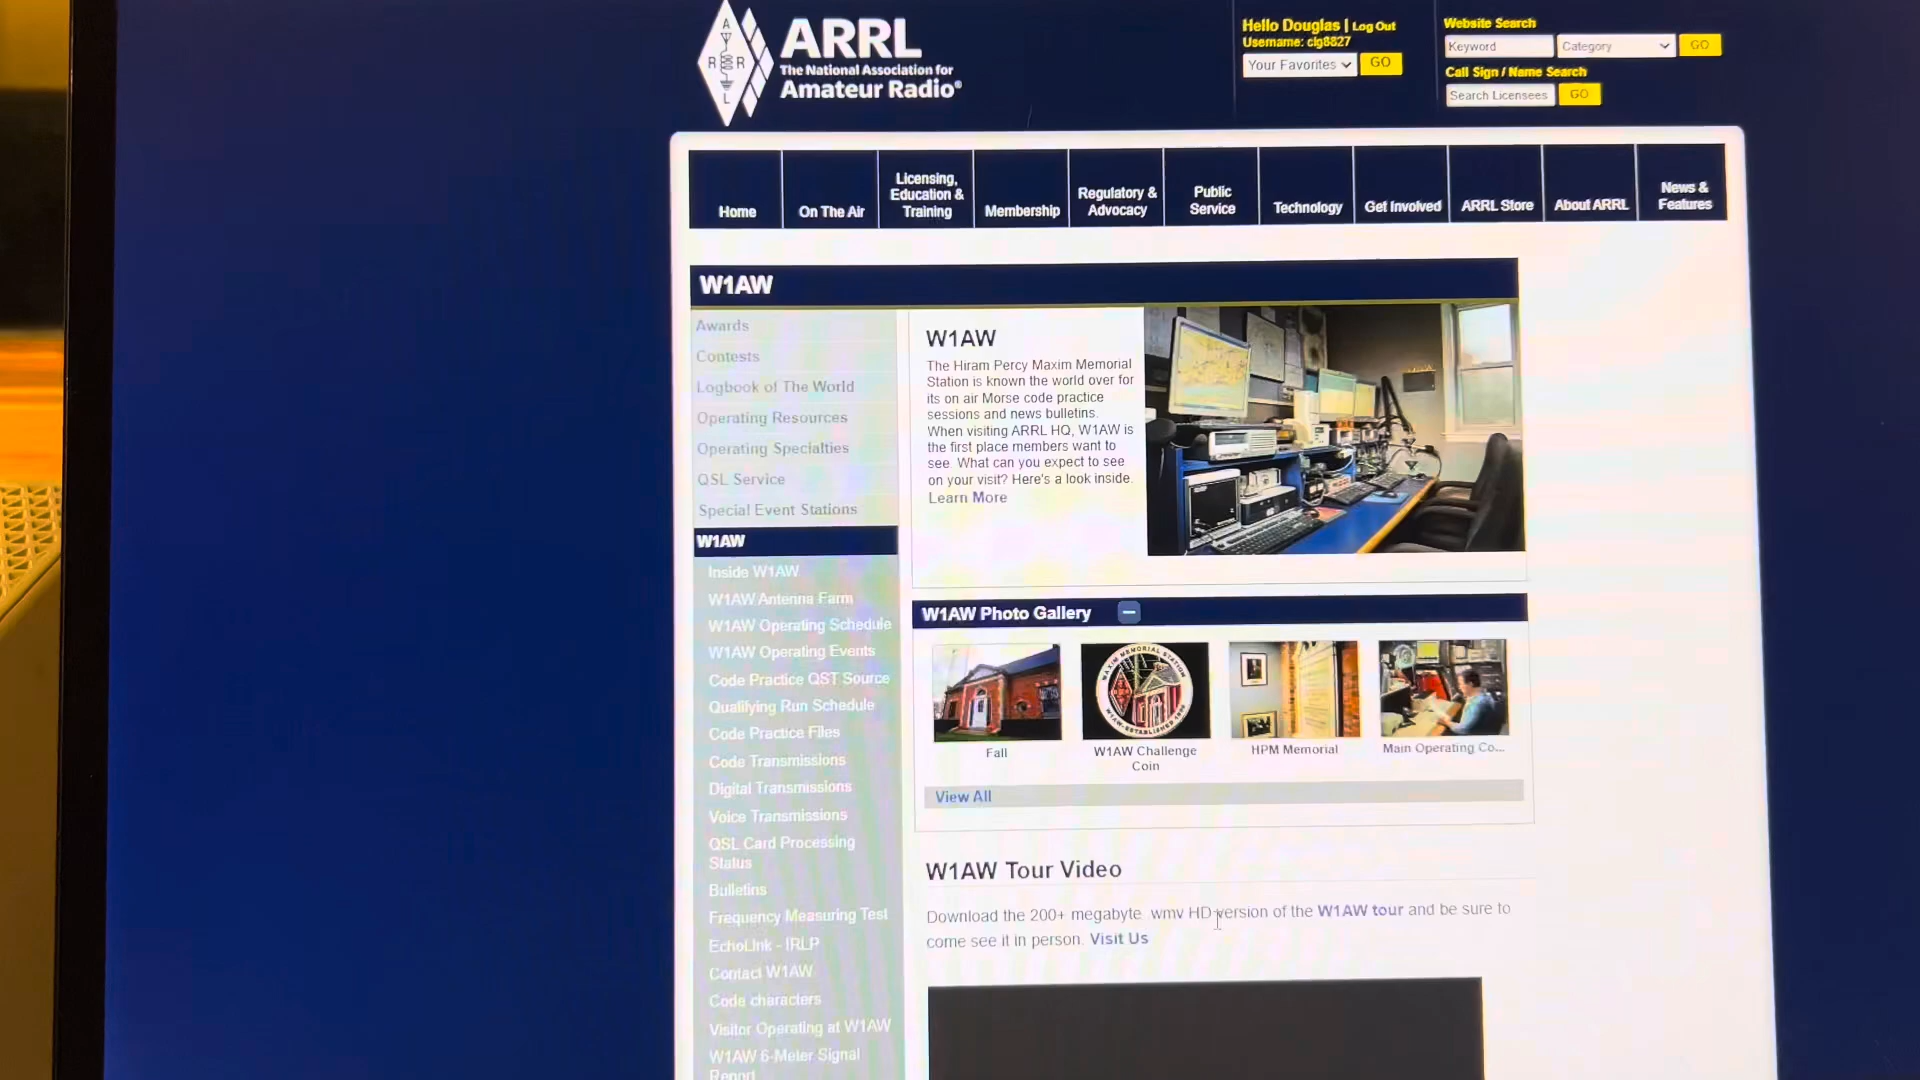 ARRL
The National Association for
Amateur Radio®
A
R R
L
Hello Douglas | Log Out
Username: clg8827
Your Favorites
GO
Website Search
Keyword
Category
GO
Call Sign / Name Search
Search Licensees
GO
Home
On The Air
Licensing,
Education &
Training
Membership
Regulatory &
Advocacy
Public
Service
Technology
Get Involved
ARRL Store
About ARRL
News &
Features
W1AW
Awards
Contests
Logbook of The World
Operating Resources
Operating Specialties
QSL Service
Special Event Stations
W1AW
Inside W1AW
W1AW Antenna Farm
W1AW Operating Schedule
W1AW Operating Events
Code Practice QST Source
Qualifying Run Schedule
Code Practice Files
Code Transmissions
Digital Transmissions
Voice Transmissions
QSL Card Processing
Status
Bulletins
Frequency Measuring Test
EchoLink - IRLP
Contact W1AW
Code characters
Visitor Operating at W1AW
W1AW 6-Meter Signal
Report
W1AW
The Hiram Percy Maxim Memorial
Station is known the world over for
its on air Morse code practice
sessions and news bulletins.
When visiting ARRL HQ, W1AW is
the first place members want to
see. What can you expect to see
on your visit? Here's a look inside.
Learn More
W1AW Photo Gallery
MAXIM MEMORIAL STATION
W1AW - ESTABLISHED
Fall
W1AW Challenge
Coin
HPM Memorial
Main Operating Co...
View All
W1AW Tour Video
Download the 200+ megabyte .wmv HD version of the W1AW tour and be sure to
come see it in person. Visit Us